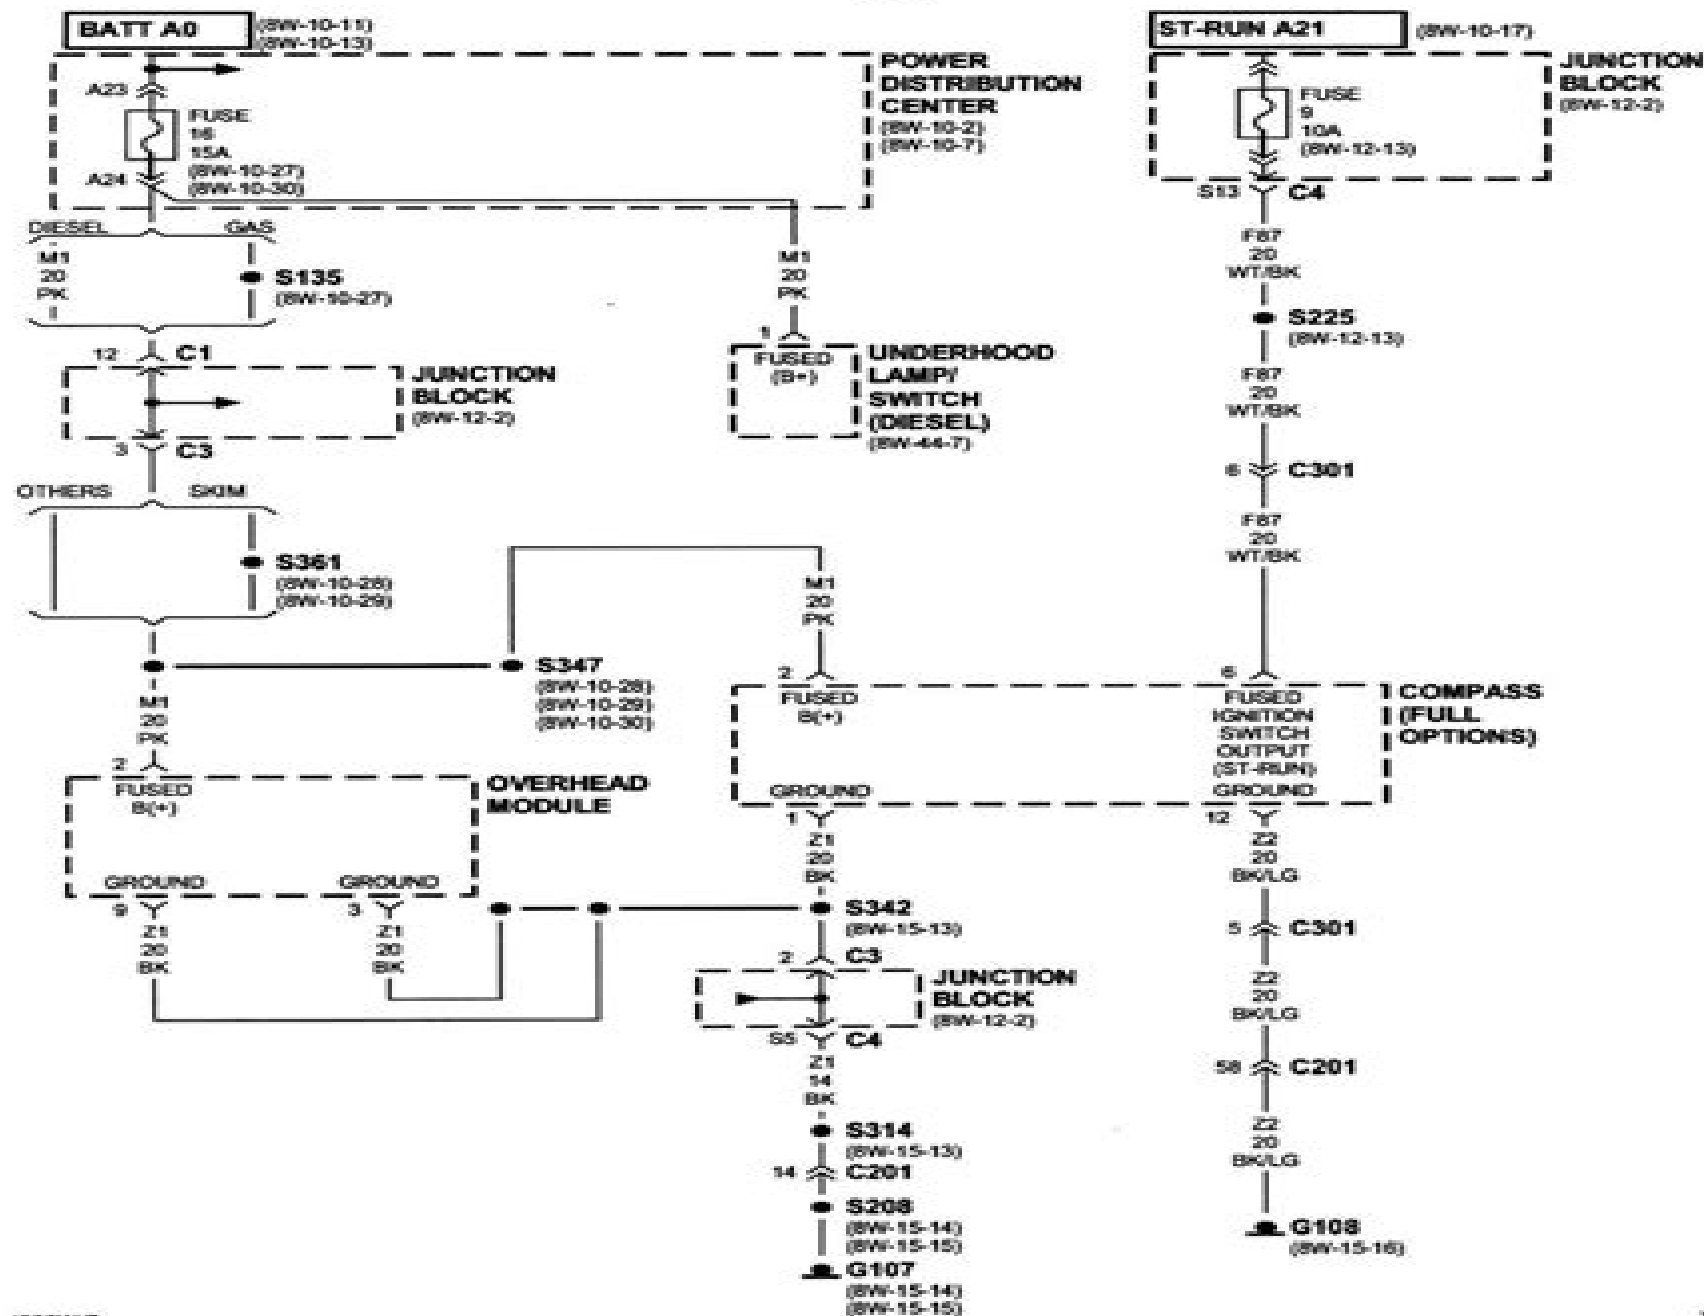 BATT A0
(8W-10-11)
(8W-10-13)
A23
FUSE
16
15A
(8W-10-27)
(8W-10-30)
A24
POWER
DISTRIBUTION
CENTER
(8W-10-2)
(8W-10-7)
ST-RUN A21
(8W-10-17)
JUNCTION
BLOCK
(8W-12-2)
FUSE
9
10A
(8W-12-13)
S13
C4
F87
20
WT/BK
S225
(8W-12-13)
F87
20
WT/BK
6
C301
F87
20
WT/BK
DIESEL
GAS
M1
20
PK
S135
(8W-10-27)
M1
20
PK
1
FUSED
(B+)
UNDERHOOD
LAMP/
SWITCH
(DIESEL)
(8W-44-7)
12
C1
JUNCTION
BLOCK
(8W-12-2)
3
C3
OTHERS
SKIM
S361
(8W-10-28)
(8W-10-29)
S347
(8W-10-28)
(8W-10-29)
(8W-10-30)
M1
20
PK
M1
20
PK
2
FUSED
B(+)
6
FUSED
IGNITION
SWITCH
OUTPUT
(ST-RUN)
COMPASS
(FULL
OPTIONS)
GROUND
GROUND
2
FUSED
B(+)
OVERHEAD
MODULE
GROUND
GROUND
9
Z1
20
BK
3
Z1
20
BK
1
Z1
20
BK
S342
(8W-15-13)
2
C3
JUNCTION
BLOCK
(8W-12-2)
S5
C4
Z1
14
BK
S314
(8W-15-13)
14
C201
S208
(8W-15-14)
(8W-15-15)
G107
(8W-15-14)
(8W-15-15)
12
Z2
20
BK/LG
5
C301
Z2
20
BK/LG
58
C201
Z2
20
BK/LG
G108
(8W-15-16)